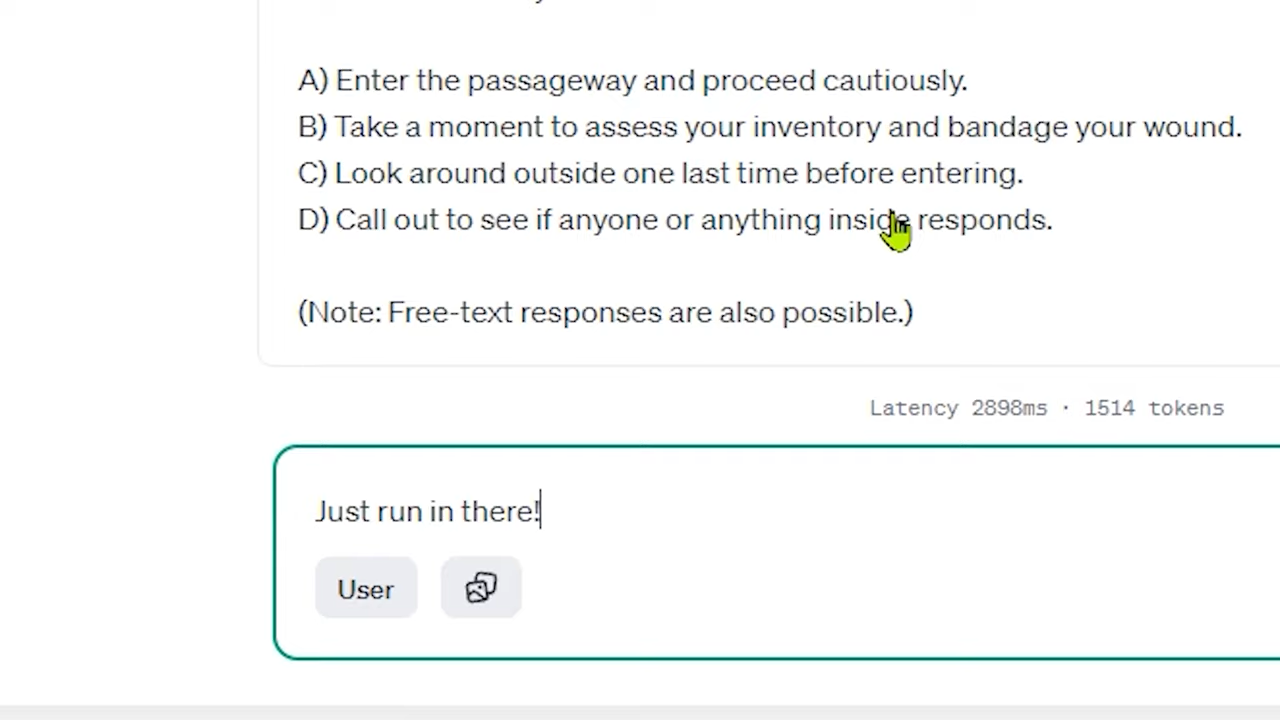 A) Enter the passageway and proceed cautiously.
B) Take a moment to assess your inventory and bandage your wound.
C) Look around outside one last time before entering.
D) Call out to see if anyone or anything inside responds.
(Note: Free-text responses are also possible.)
Latency 2898ms · 1514 tokens
Just run in there!
User